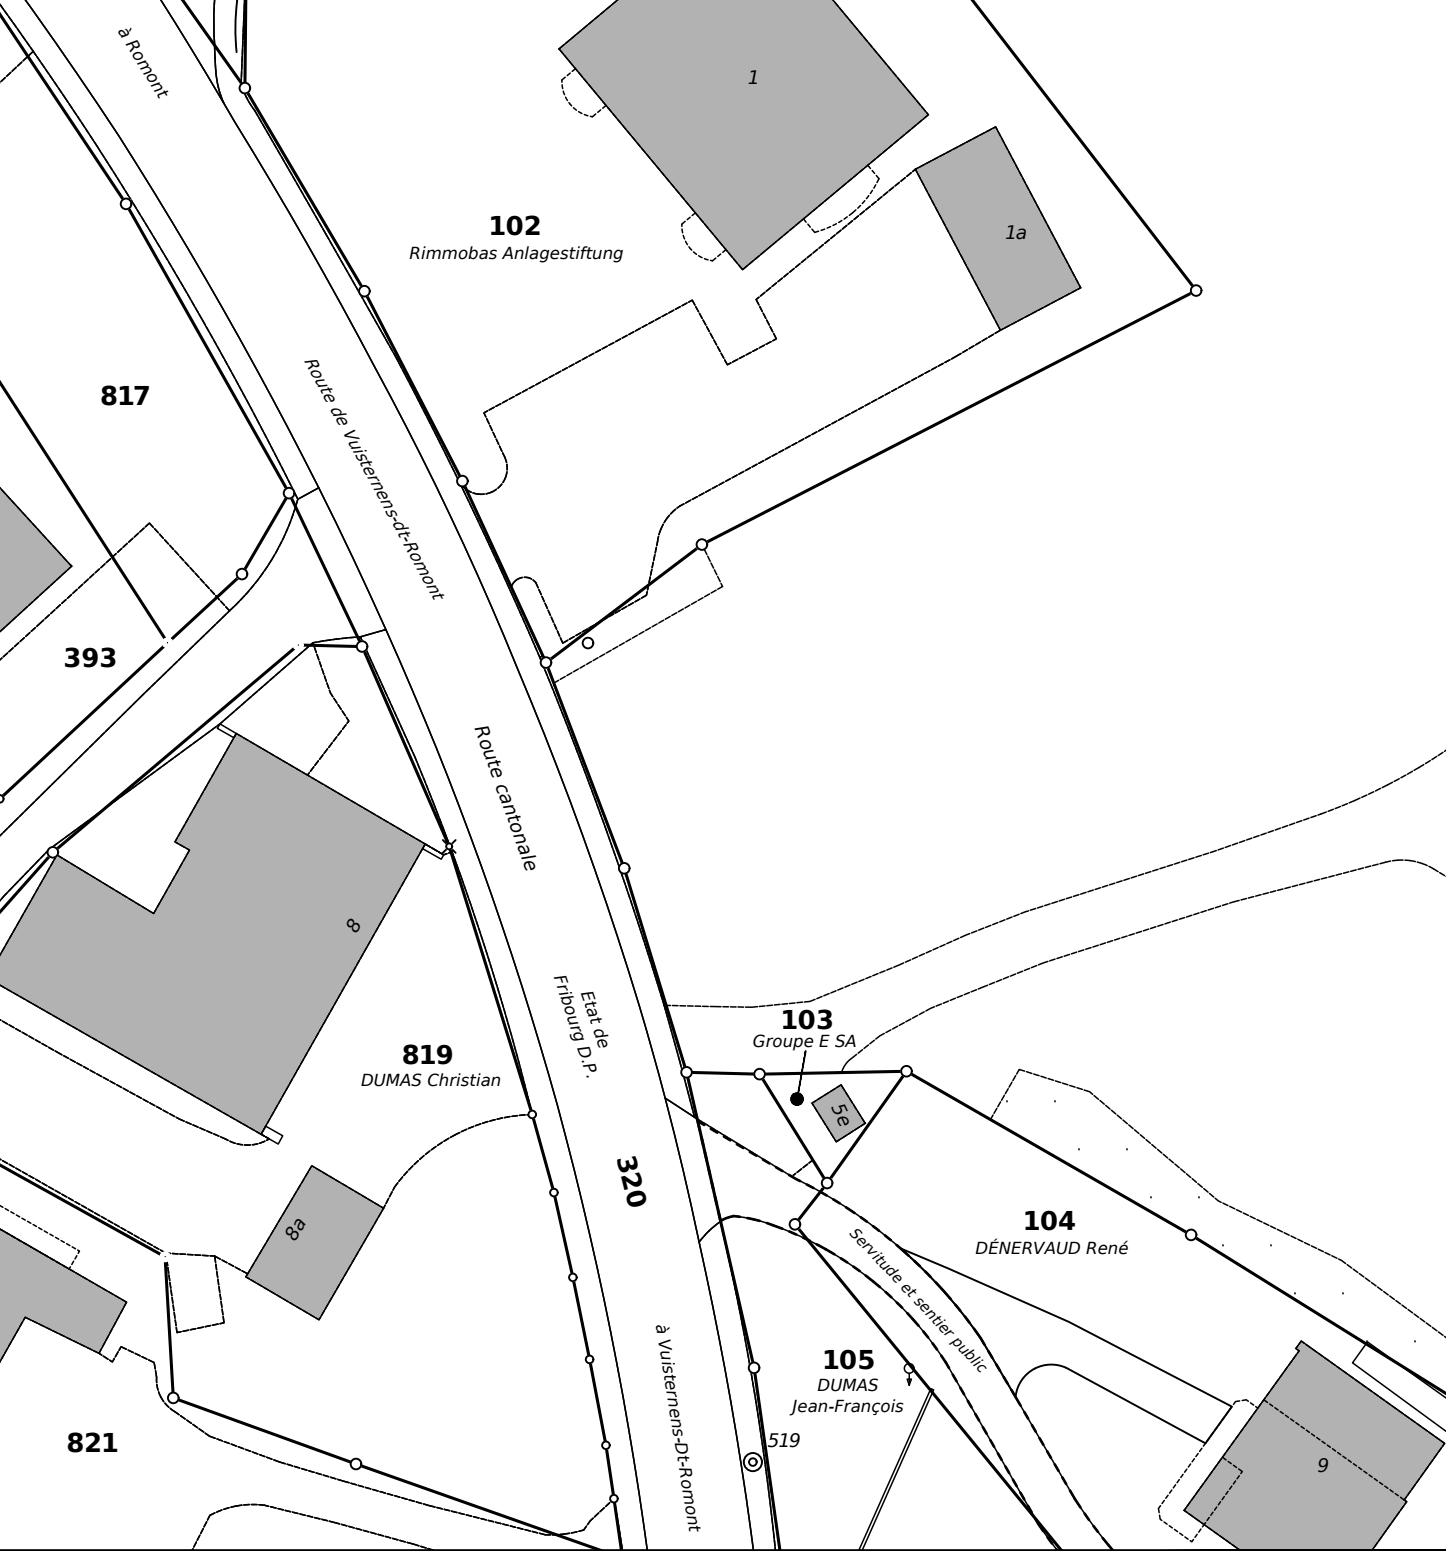 à Romont
1
102
Rimmobas Anlagestiftung
1a
817
Route de Vuisternens-dt-Romont
393
Route cantonale
8
Etat de
Fribourg D.P.
103
Groupe E SA
819
DUMAS Christian
5e
320
8a
104
DÉNERVAUD René
Servitude et sentier public
à Vuisternens-Dt-Romont
105
DUMAS
Jean-François
821
519
9